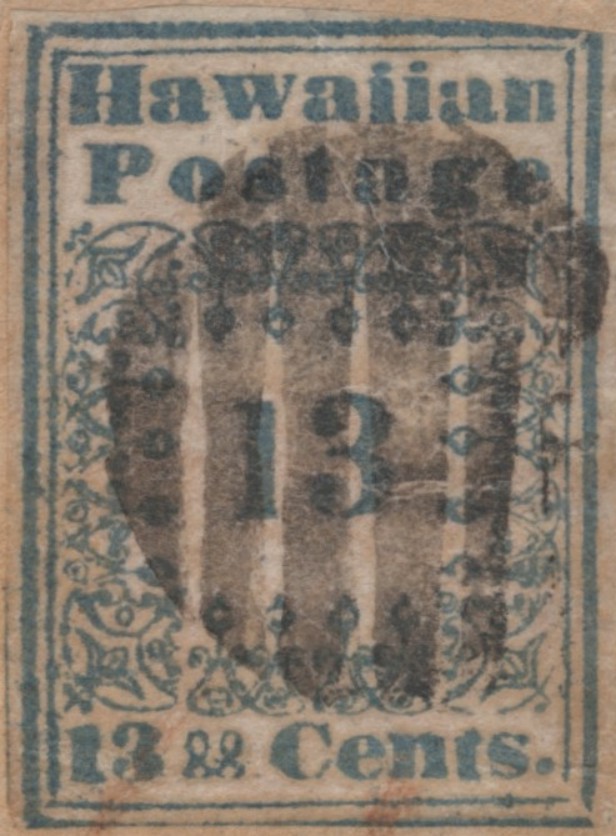 Hawaiian
Postage
13
13 Cents.